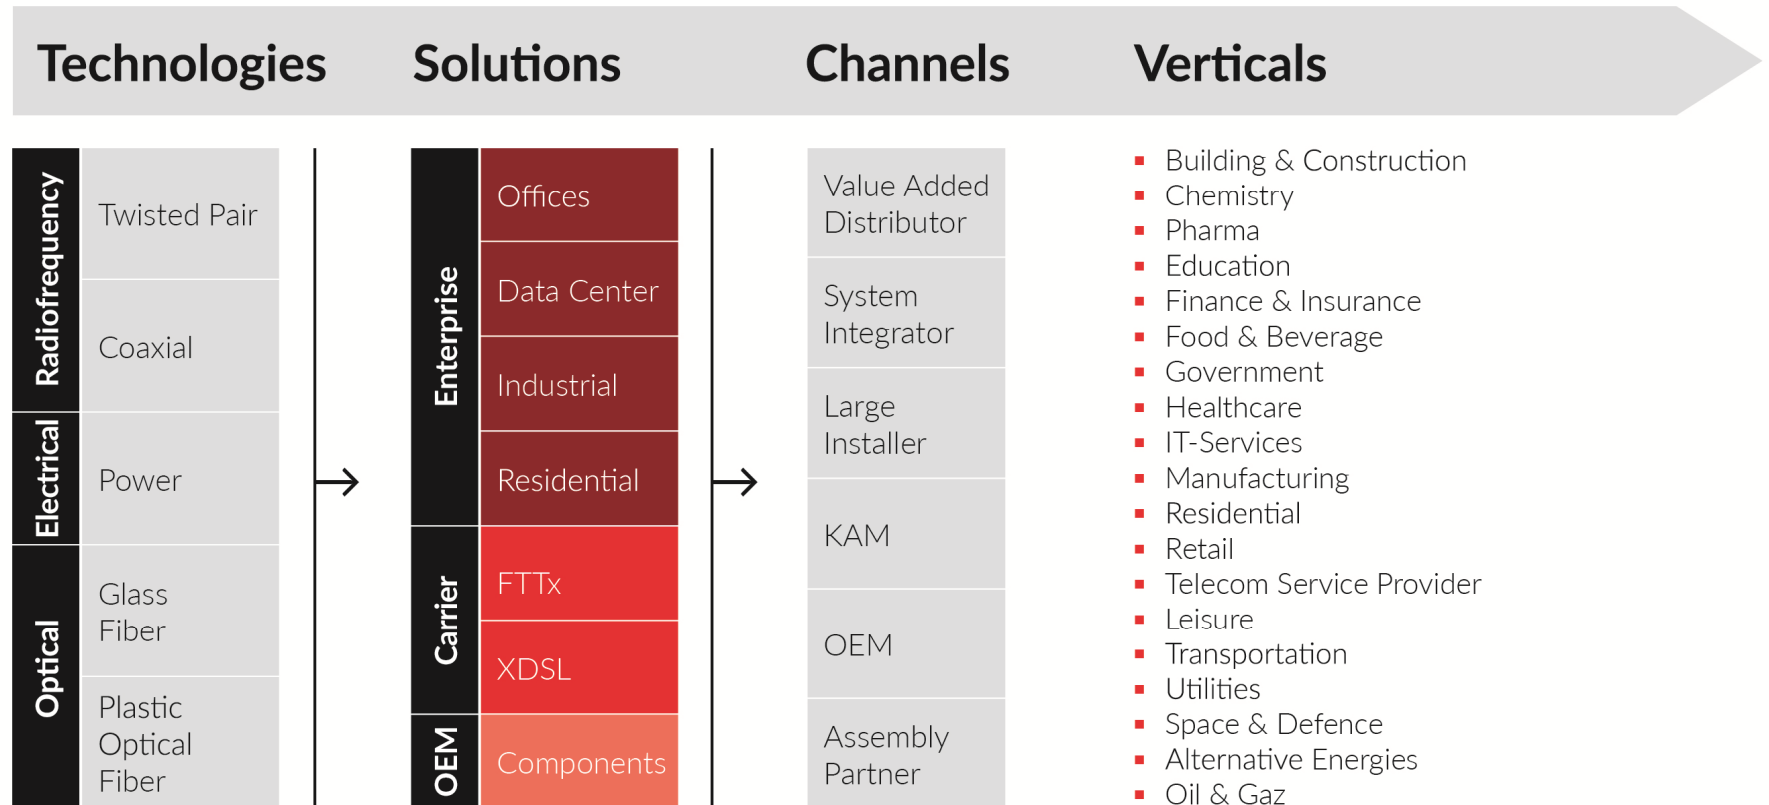 Technologies Solutions Channels Verticals
Radiofrequency
Twisted Pair
Coaxial
Electrical
Power
Optical
Glass
Fiber
Plastic
Optical
Fiber
Enterprise
Offices
Data Center
Industrial
Residential
Carrier
FTTx
XDSL
OEM
Components
Value Added
Distributor
System
Integrator
Large
Installer
KAM
OEM
Assembly
Partner
Building & Construction
Chemistry
Pharma
Education
Finance & Insurance
Food & Beverage
Government
Healthcare
IT-Services
Manufacturing
Residential
Retail
Telecom Service Provider
Leisure
Transportation
Utilities
Space & Defence
Alternative Energies
Oil & Gaz